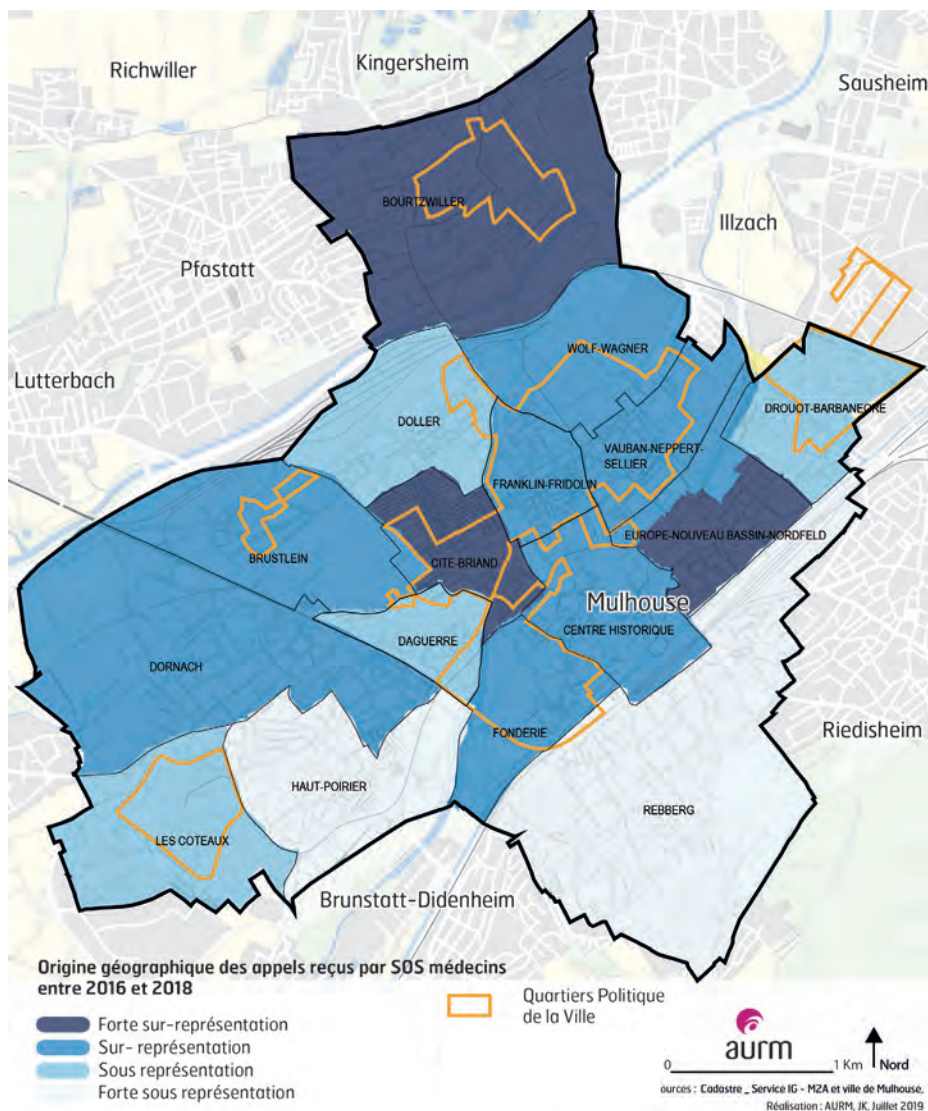 Richwiller
Kingersheim
Sausheim
BOURTZWILLER
Illzach
Pfastatt
WOLF-WAGNER
Lutterbach
DROUOT-BARBANEGRE
DOLLER
VAUBAN-NEPPERT-
SELLIER
FRANKLIN-FRIDOLIN
EUROPE-NOUVEAU BASSIN-NORDFELD
BRUSTLEIN
CITE-BRIAND
Mulhouse
CENTRE HISTORIQUE
DAGUERRE
DORNACH
FONDERIE
Riedisheim
HAUT-POIRIER
REBBERG
LES COTEAUX
Brunstatt-Didenheim
Origine géographique des appels reçus par SOS médecins
entre 2016 et 2018
Forte sur-représentation
Sur- représentation
Sous représentation
Forte sous représentation
Quartiers Politique
de la Ville
aurm
0 1 Km Nord
ources : Cadastre _ Service IG - M2A et ville de Mulhouse,
Réalisation : AURM, JK, Juillet 2019